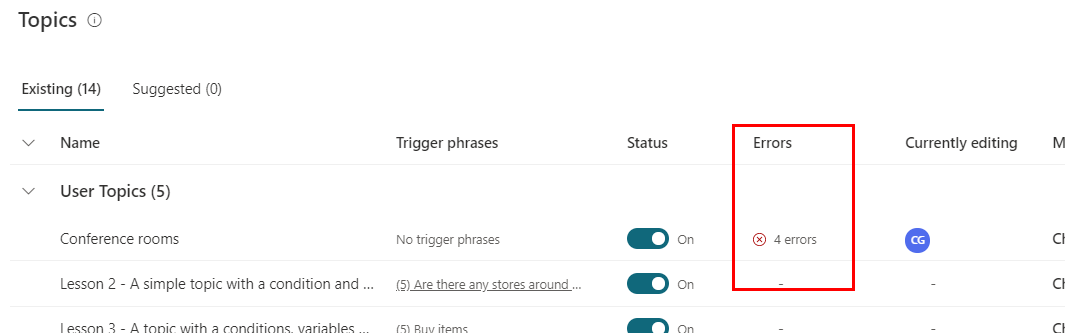 Topics
Existing (14) Suggested (0)
Name Trigger phrases Status Errors Currently editing M
User Topics (5)
Conference rooms No trigger phrases On 4 errors CG Ch
Lesson 2 - A simple topic with a condition and ... (5) Are there any stores around ... On - - Ch
Lesson 3 - A topic with a conditions, variables ... (5) Buy items On - - Ch